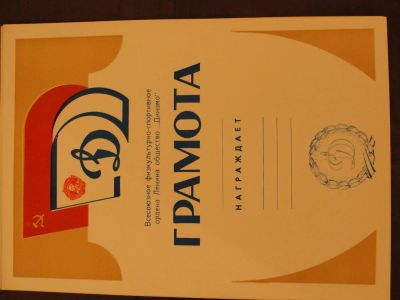 Всесоюзное физкультурно-спортивное
ордена Ленина общество „Динамо"
ГРАМОТА
НАГРАЖДАЕТ